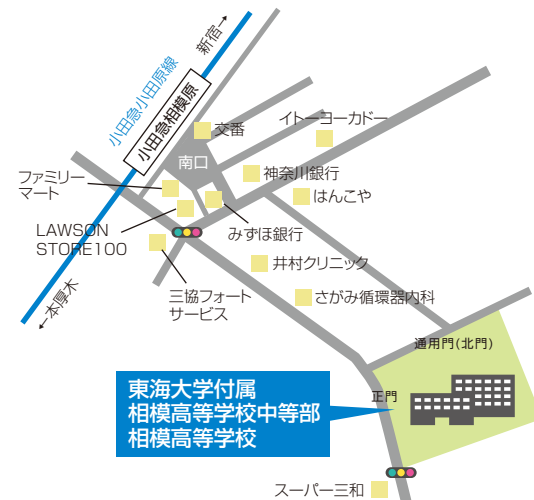 新宿→
小田急小田原線
小田急相模原
交番
イトーヨーカドー
南口
神奈川銀行
ファミリー
マート
はんこや
LAWSON
STORE100
みずほ銀行
井村クリニック
三協フォート
サービス
さがみ循環器内科
←本厚木
通用門(北門)
東海大学付属
相模高等学校中等部
相模高等学校
正門
スーパー三和